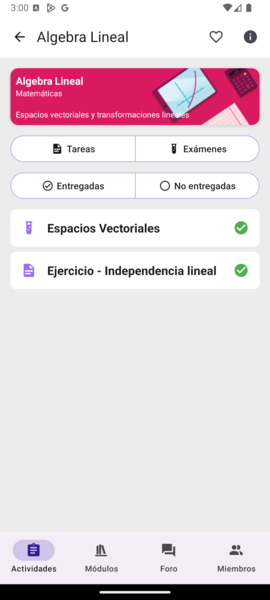 3:00
Algebra Lineal
Algebra Lineal
Matemáticas
Espacios vectoriales y transformaciones lineales
Tareas Exámenes
Entregadas No entregadas
Espacios Vectoriales
Ejercicio - Independencia lineal
Actividades Módulos Foro Miembros